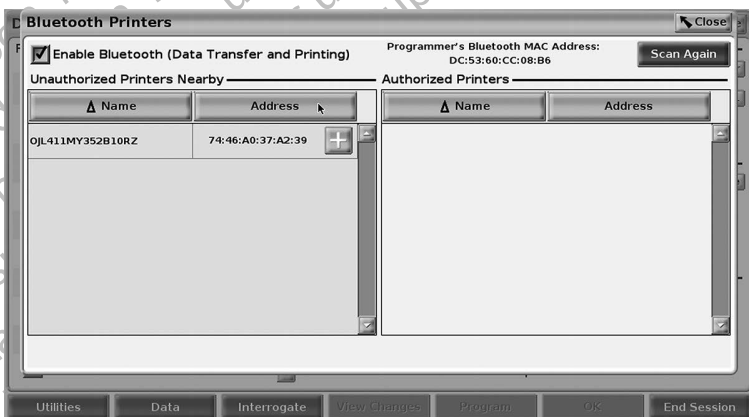 Bluetooth Printers
Close
Enable Bluetooth (Data Transfer and Printing)
Programmer's Bluetooth MAC Address:
DC:53:60:CC:08:B6
Scan Again
Unauthorized Printers Nearby
Authorized Printers
Δ Name
Address
Δ Name
Address
OJL411MY352B10RZ
74:46:A0:37:A2:39
+
Utilities
Data
Interrogate
View Changes
Program
OK
End Session